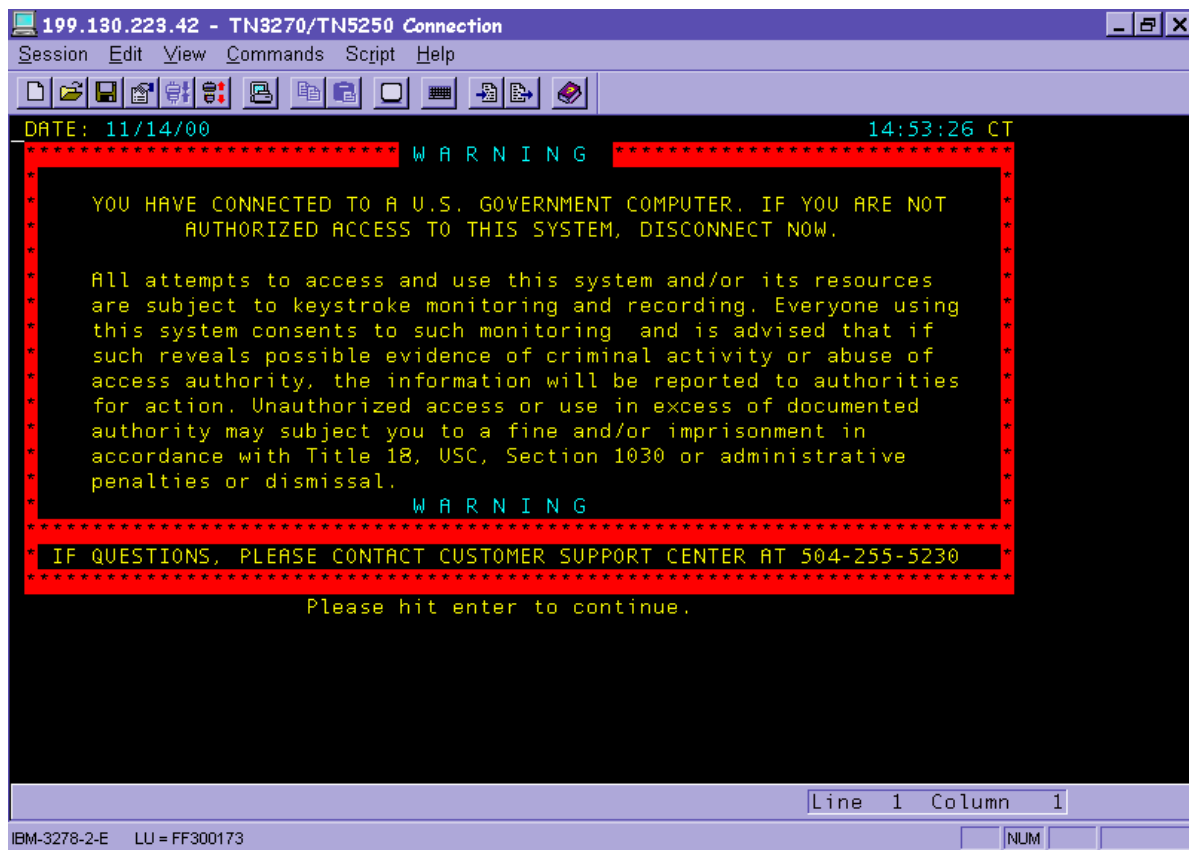 199.130.223.42 - TN3270/TN5250 Connection
Session Edit View Commands Script Help
DATE: 11/14/00 14:53:26 CT
**************************** W A R N I N G ******************************
YOU HAVE CONNECTED TO A U.S. GOVERNMENT COMPUTER. IF YOU ARE NOT
AUTHORIZED ACCESS TO THIS SYSTEM, DISCONNECT NOW.
All attempts to access and use this system and/or its resources
are subject to keystroke monitoring and recording. Everyone using
this system consents to such monitoring  and is advised that if
such reveals possible evidence of criminal activity or abuse of
access authority, the information will be reported to authorities
for action. Unauthorized access or use in excess of documented
authority may subject you to a fine and/or imprisonment in
accordance with Title 18, USC, Section 1030 or administrative
penalties or dismissal.
W A R N I N G
* IF QUESTIONS, PLEASE CONTACT CUSTOMER SUPPORT CENTER AT 504-255-5230 *
Please hit enter to continue.
Line 1 Column 1
IBM-3278-2-E LU = FF300173 NUM